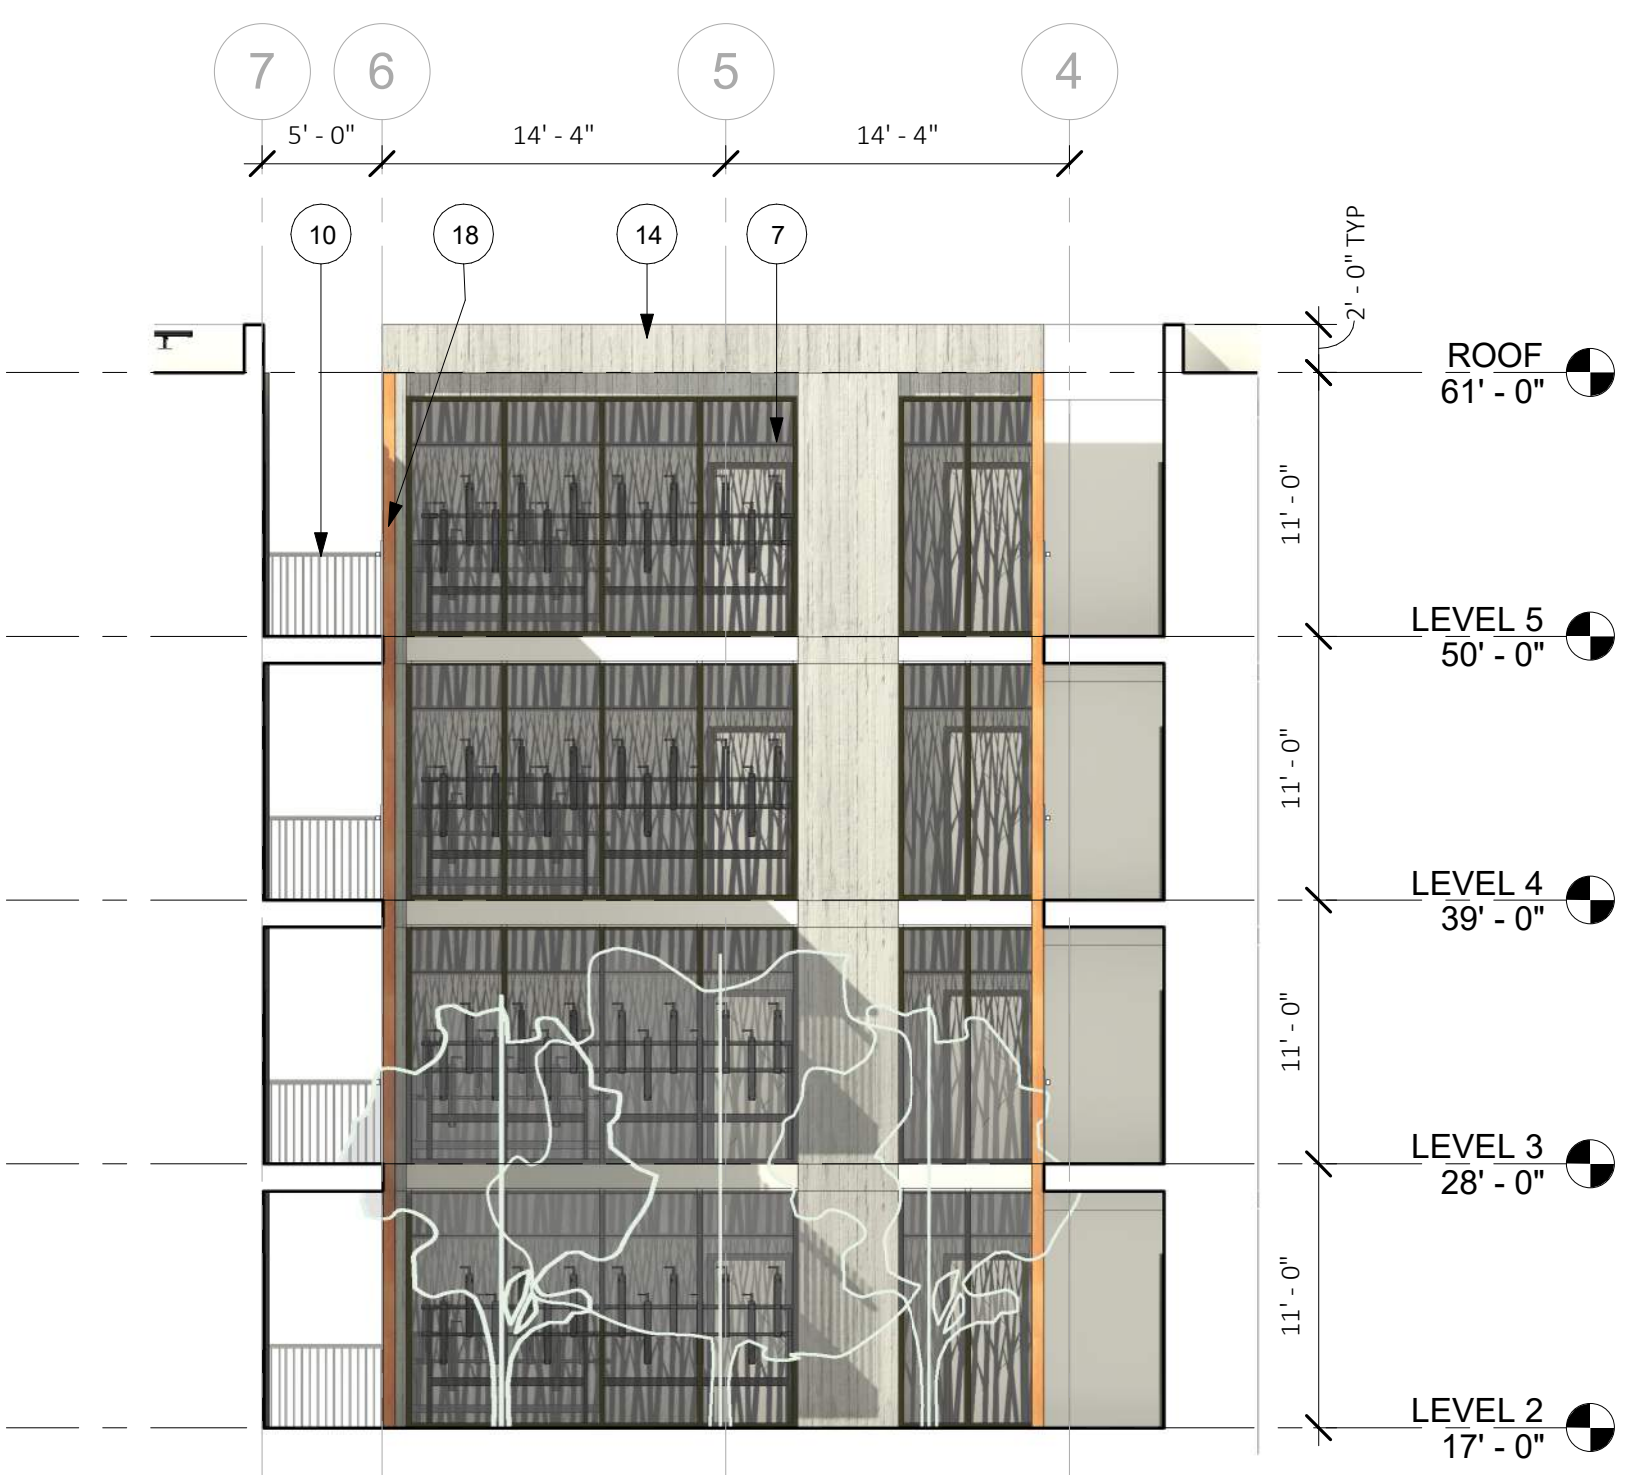 7 6 5 4
5' - 0" 14' - 4" 14' - 4"
10 18 14 7
2' - 0" TYP
ROOF
61' - 0"
11' - 0"
LEVEL 5
50' - 0"
11' - 0"
LEVEL 4
39' - 0"
11' - 0"
LEVEL 3
28' - 0"
11' - 0"
LEVEL 2
17' - 0"